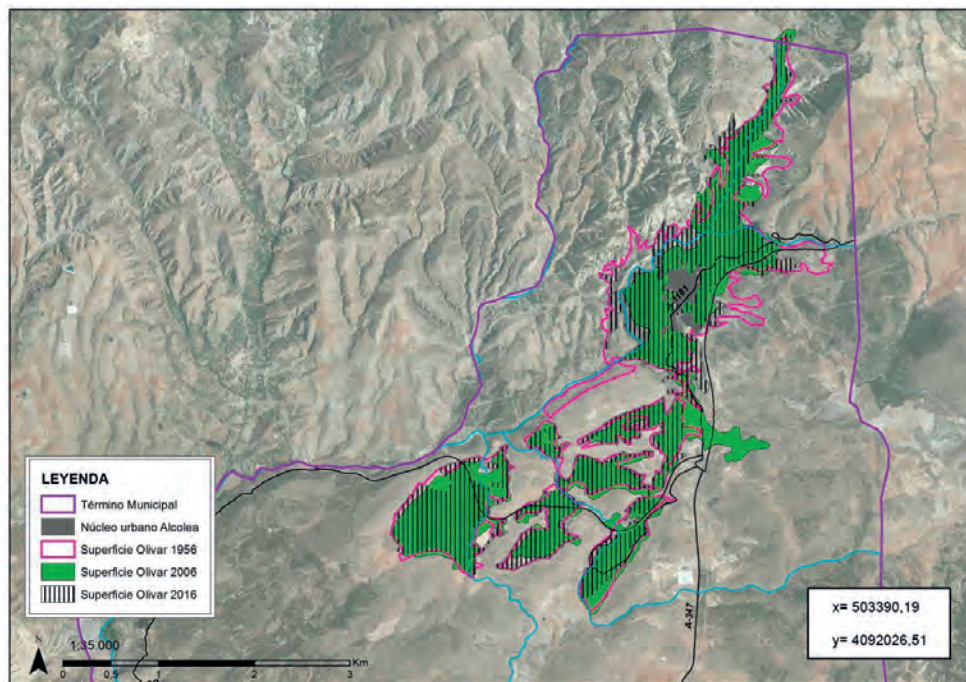 1181
LEYENDA
Término Municipal
Núcleo urbano Alcolea
Superficie Olivar 1956
Superficie Olivar 2006
Superficie Olivar 2016
x= 503390,19
y= 4092026,51
A-347
N
1:35.000
Km
0 0,5 1 2 3